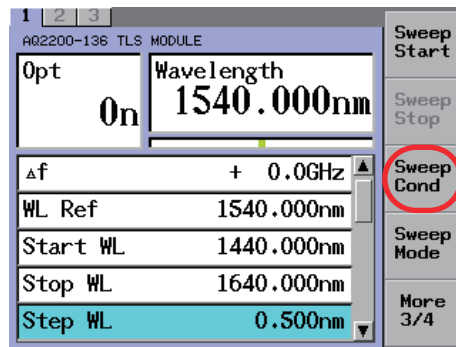 1 2 3
AQ2200-136 TLS MODULE
Opt
On
Wavelength
1540.000nm
△f + 0.0GHz
WL Ref 1540.000nm
Start WL 1440.000nm
Stop WL 1640.000nm
Step WL 0.500nm
Sweep
Start
Sweep
Stop
Sweep
Cond
Sweep
Mode
More
3/4